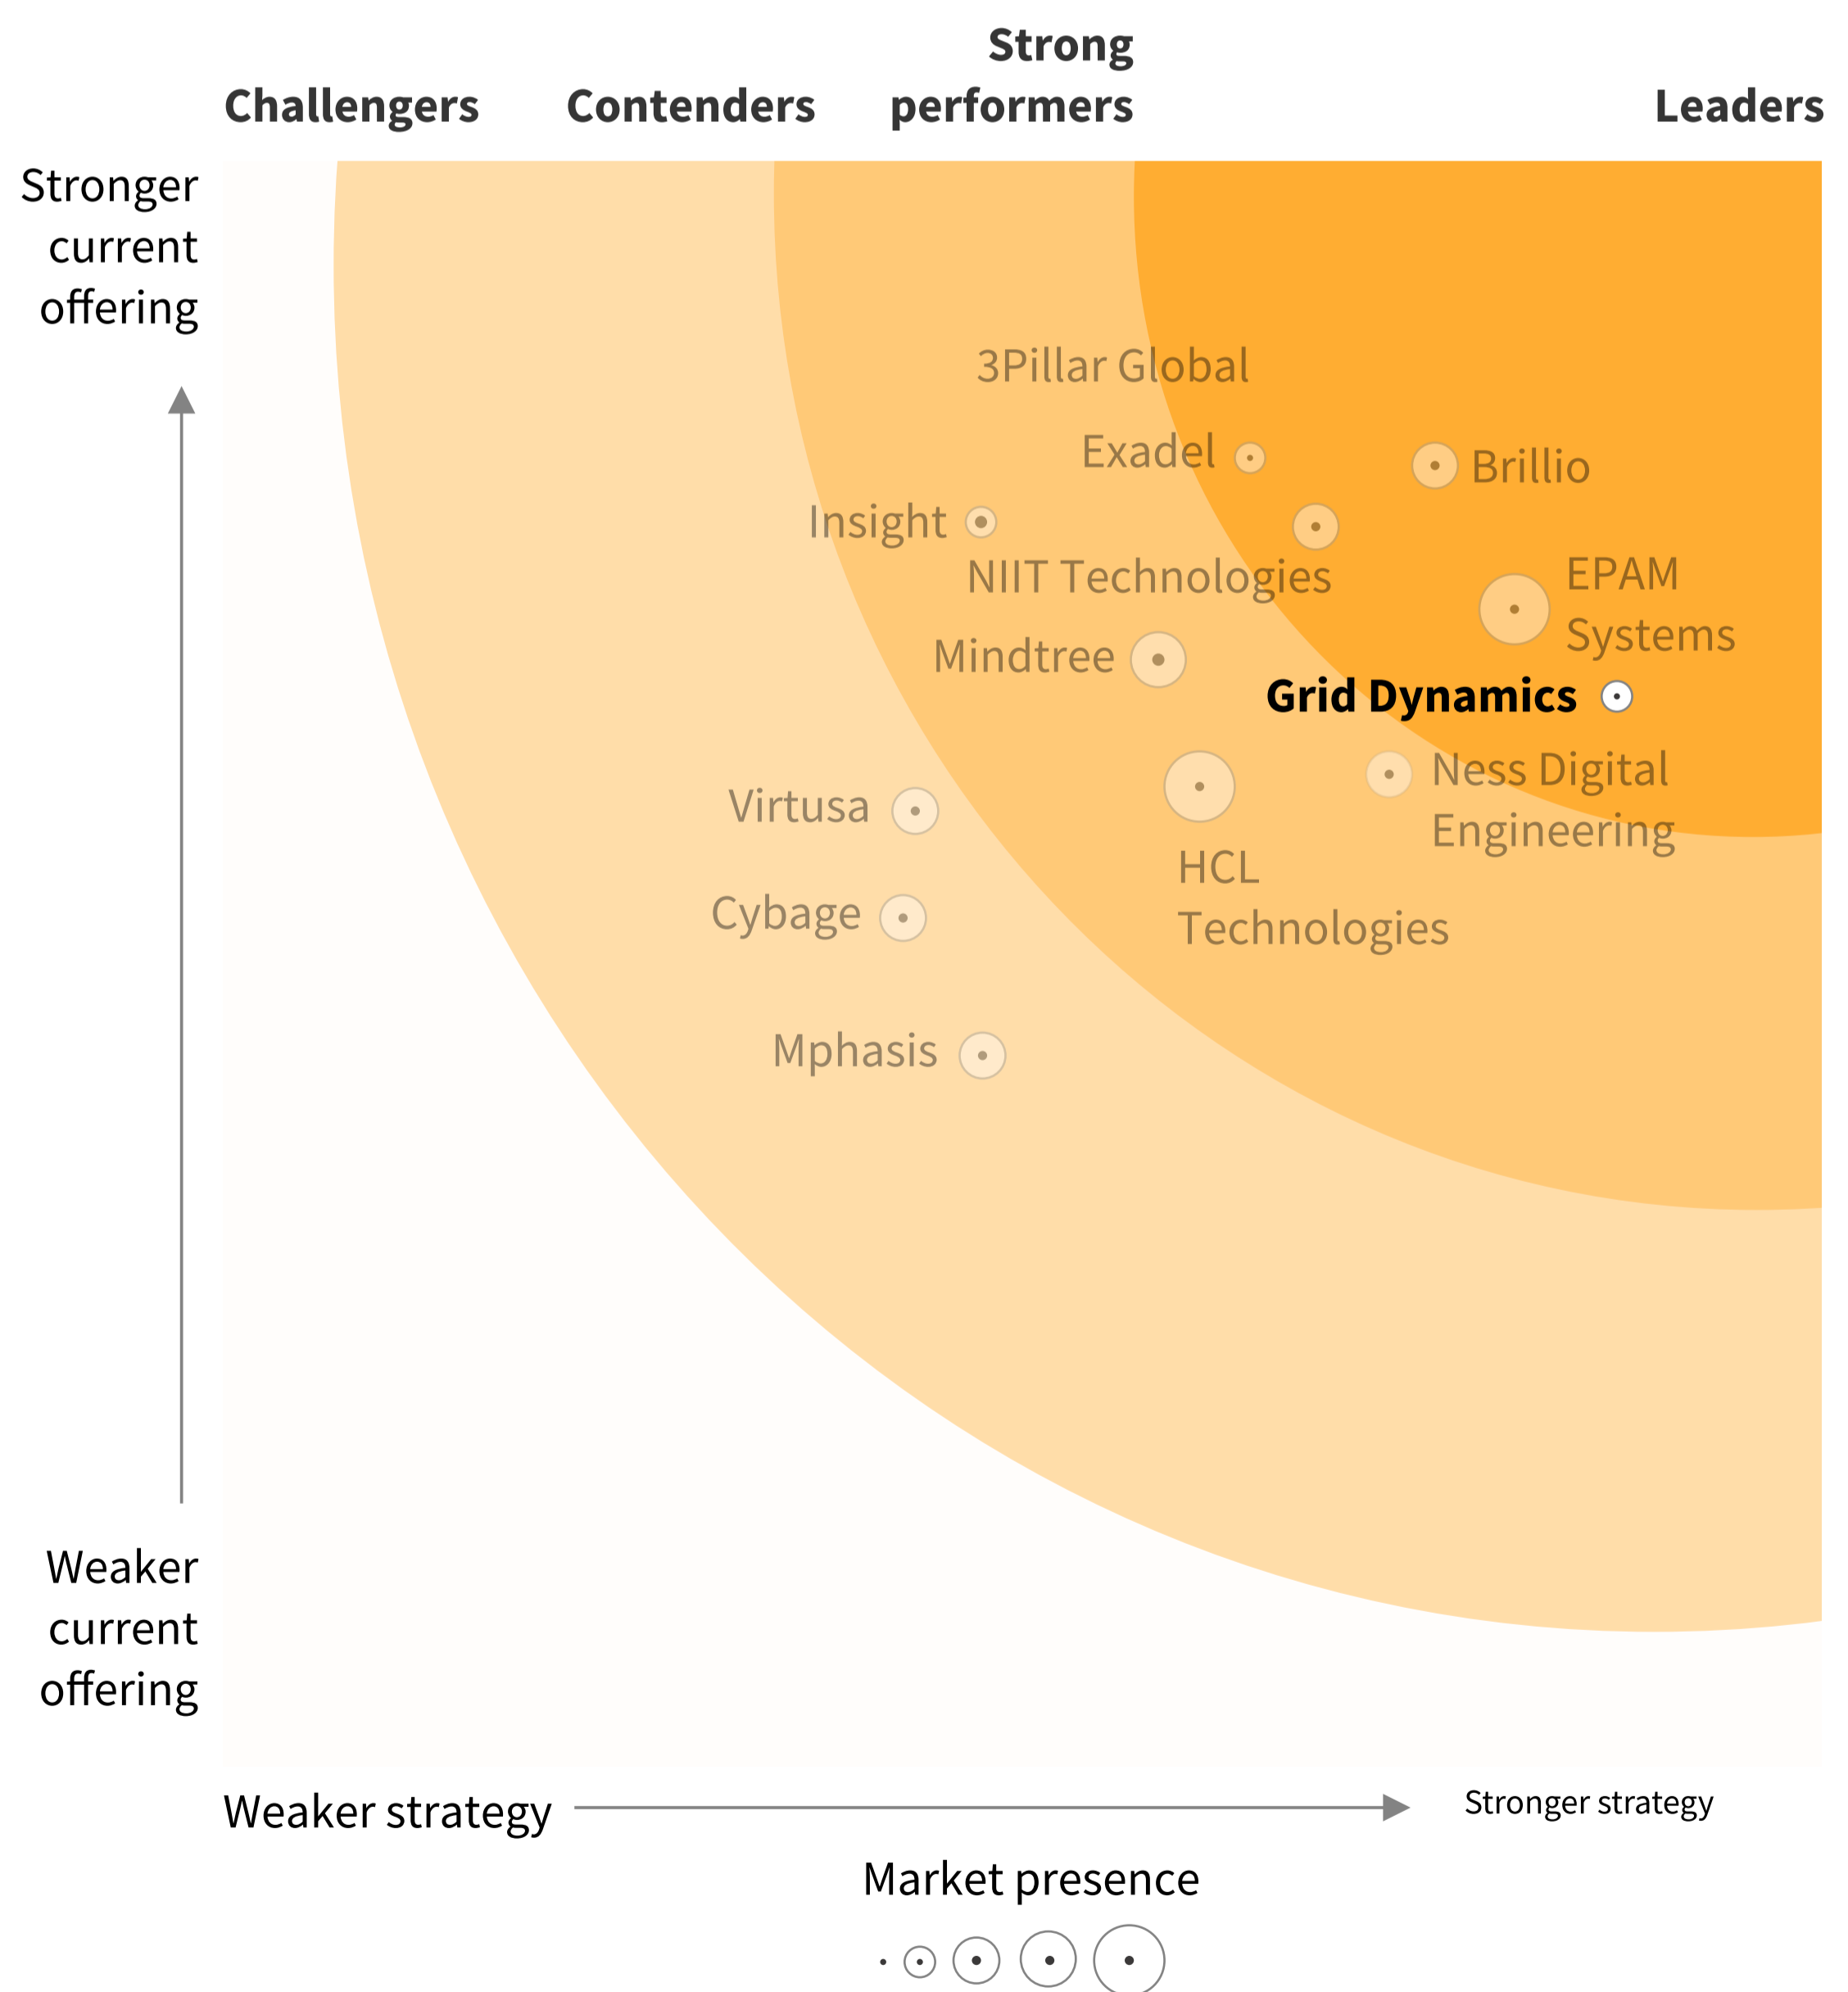 Strong
Challengers Contenders performers Leaders
Stronger
current
offering
3Pillar Global
Exadel
Brillio
Insight
NIIT Technologies
EPAM
Systems
Mindtree
Grid Dynamics
Ness Digital
Engineering
Virtusa
HCL
Technologies
Cybage
Mphasis
Weaker
current
offering
Weaker strategy
Stronger strategy
Market presence